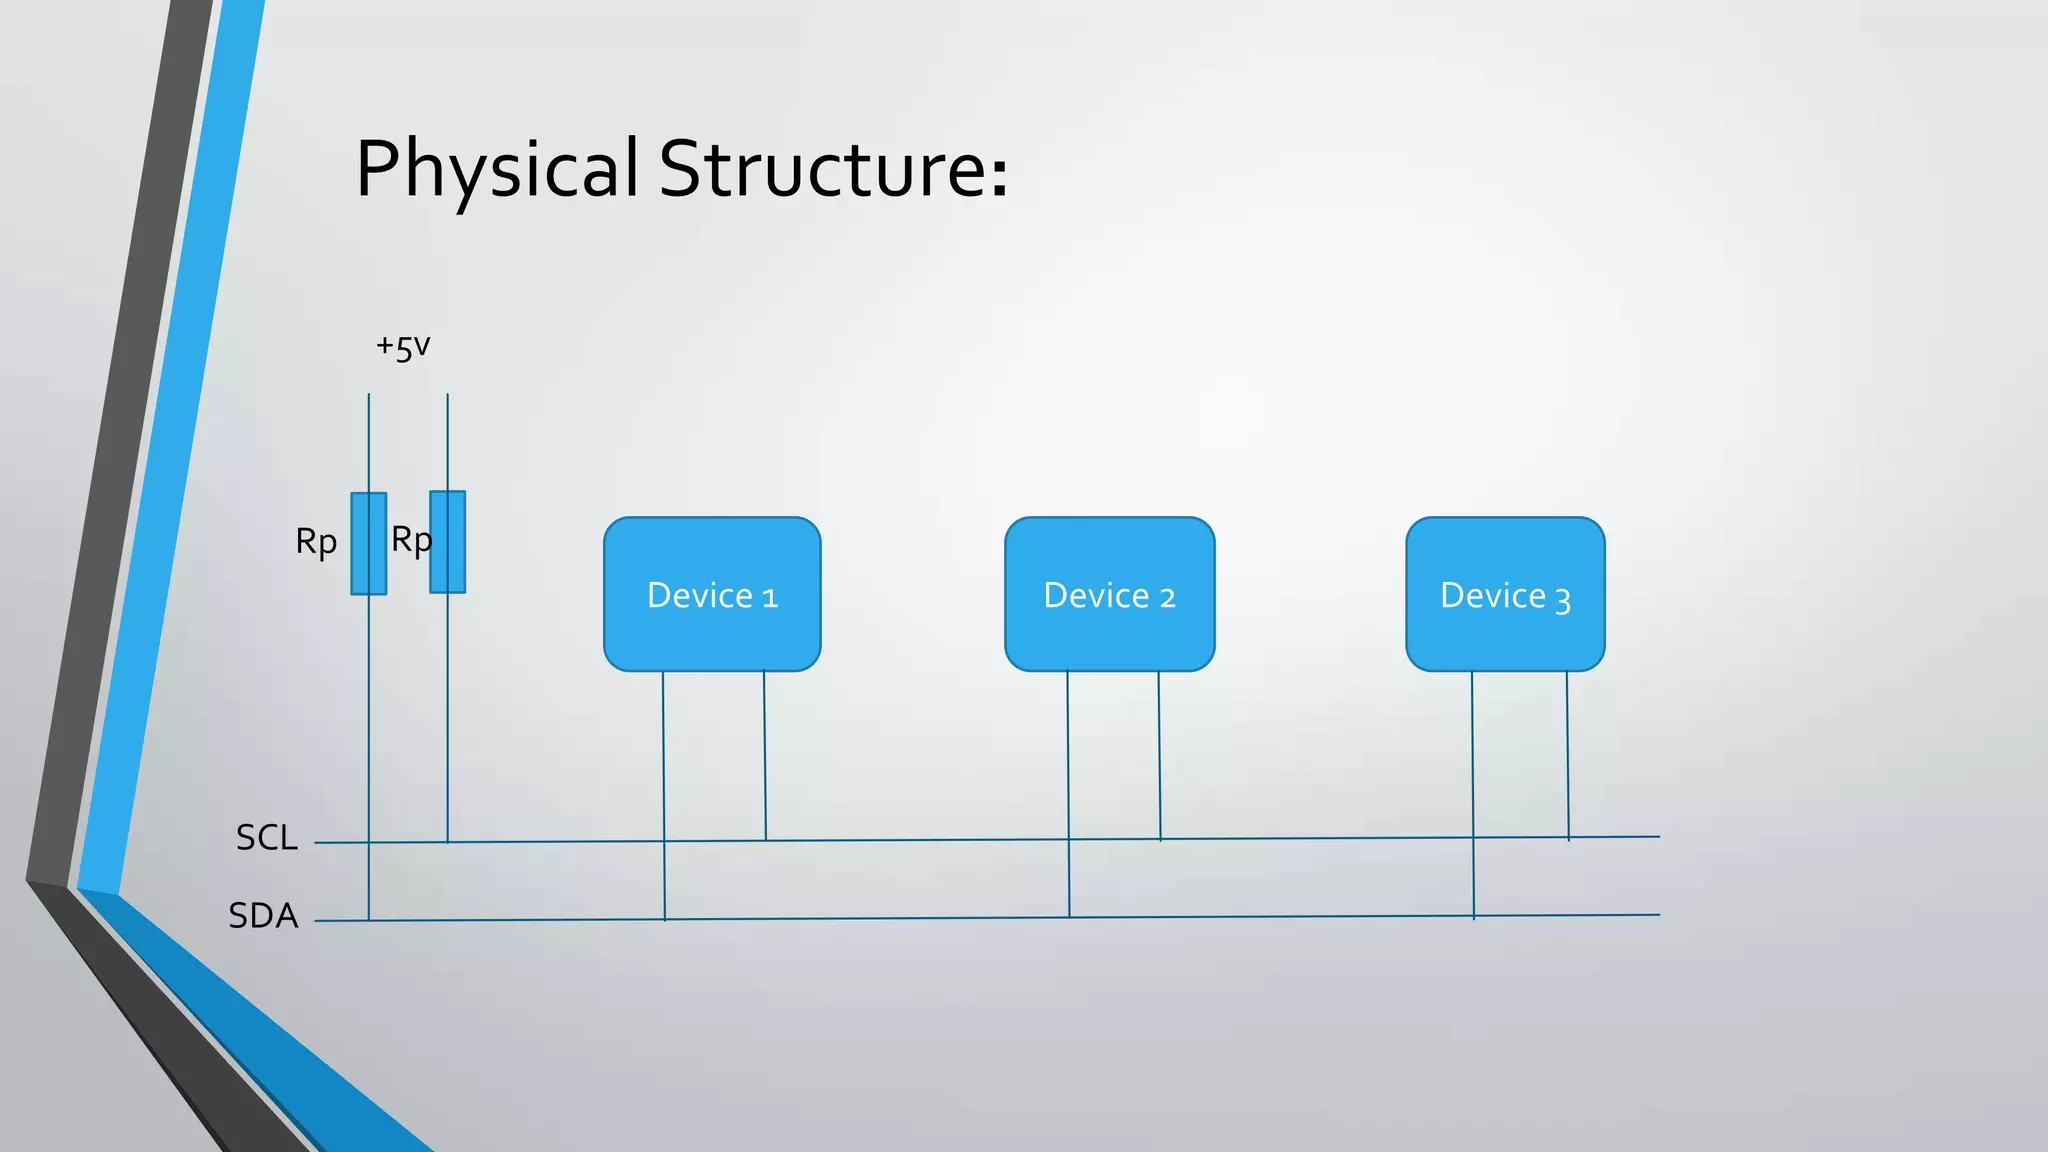 Physical Structure:
+5v
Rp
Rp
Device 1
Device 2
Device 3
SCL
SDA